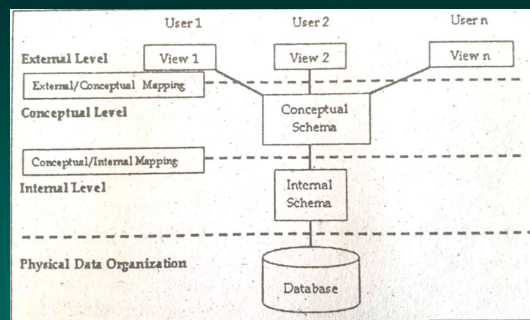 User 1 User 2 User n
External Level View 1 View 2 View n
External/Conceptual Mapping
Conceptual Level Conceptual
Schema
Conceptual/Internal Mapping
Internal Level Internal
Schema
Physical Data Organization
Database